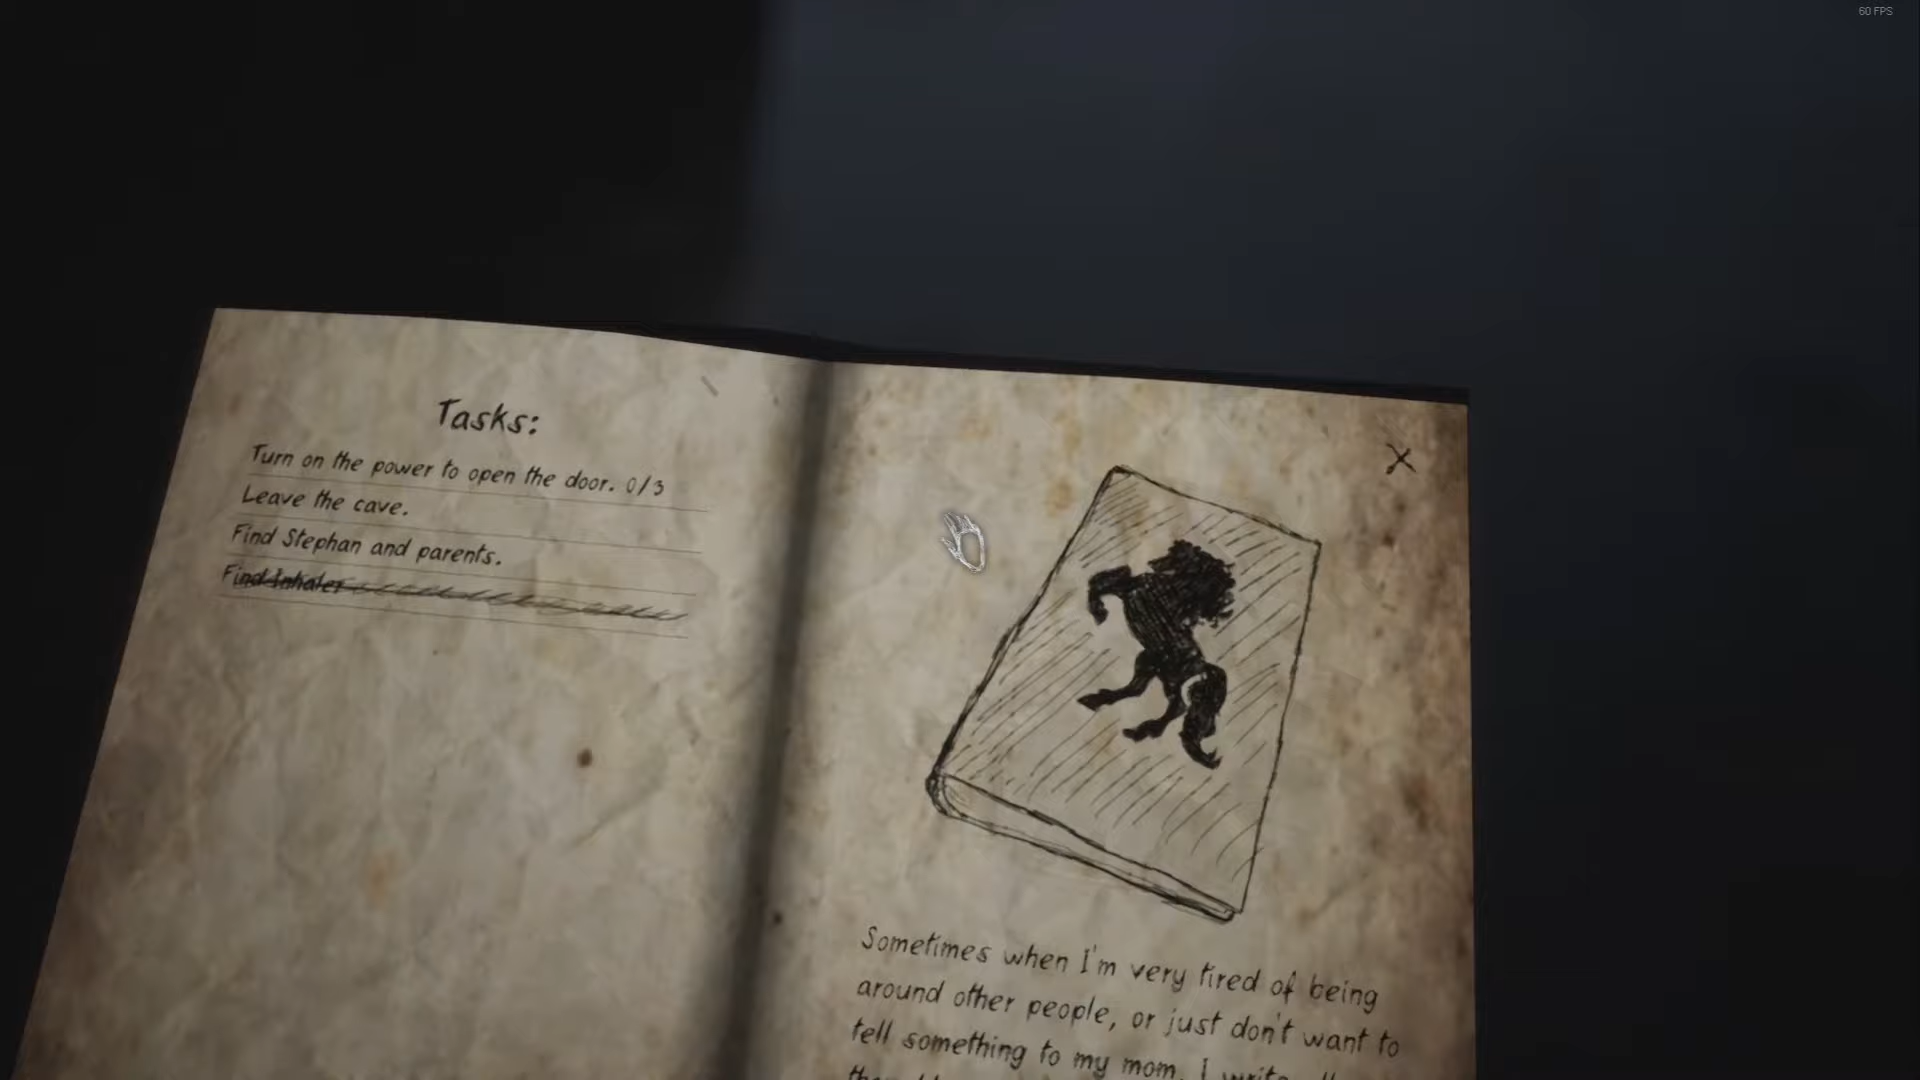 60 FPS
Tasks:
Turn on the power to open the door. 0/3
Leave the cave.
Find Stephan and parents.
Find Inhaler
Sometimes when I'm very tired of being
around other people, or just don't want to
tell something to my mom, I write